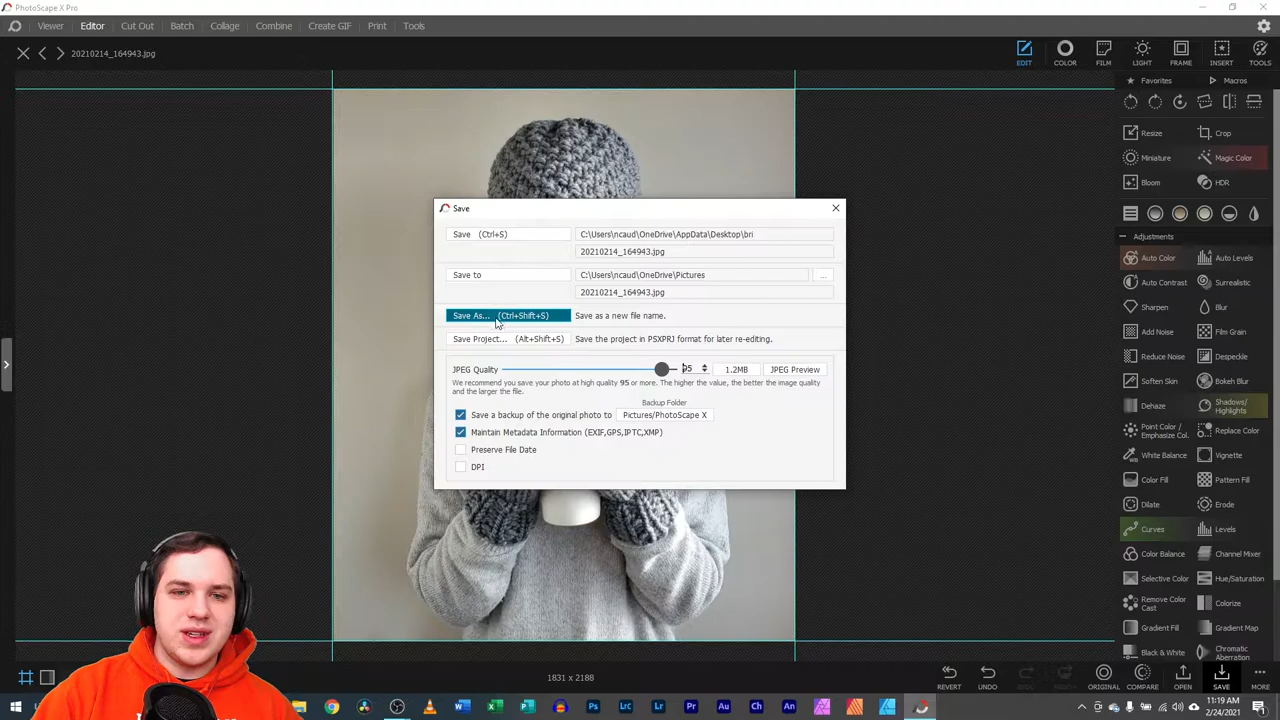 PhotoScape X Pro
Viewer Editor Cut Out Batch Collage Combine Create GIF Print Tools
20210214_164943.jpg
EDIT COLOR FILM LIGHT FRAME INSERT TOOLS
Favorites Macros
Resize Crop
Miniature Magic Color
Bloom HDR
Adjustments
Auto Color Auto Levels
Auto Contrast Surrealistic
Sharpen Blur
Add Noise Film Grain
Reduce Noise Despeckle
Soften Skin Bokeh Blur
Dehaze Shadows/
Highlights
Point Color /
Emphasize Col. Replace Color
White Balance Vignette
Color Fill Pattern Fill
Dilate Erode
Curves Levels
Color Balance Channel Mixer
Selective Color Hue/Saturation
Remove Color
Cast Colorize
Gradient Fill Gradient Map
Black & White Chromatic
Aberration
Save
Save (Ctrl+S) C:\Users\ncaud\OneDrive\AppData\Desktop\bri
20210214_164943.jpg
Save to C:\Users\ncaud\OneDrive\Pictures ...
20210214_164943.jpg
Save As... (Ctrl+Shift+S) Save as a new file name.
Save Project... (Alt+Shift+S) Save the project in PSXPRJ format for later re-editing.
JPEG Quality 95 1.2MB JPEG Preview
We recommend you save your photo at high quality 95 or more. The higher the value, the better the image quality
and the larger the file.
Backup Folder
Save a backup of the original photo to Pictures/PhotoScape X
Maintain Metadata Information (EXIF,GPS,IPTC,XMP)
Preserve File Date
DPI
1831 x 2188
REVERT UNDO REDO REDO+ ORIGINAL COMPARE OPEN SAVE MORE
W X P Ps LrC Lr Pr Au Ch An
11:19 AM
2/24/2021